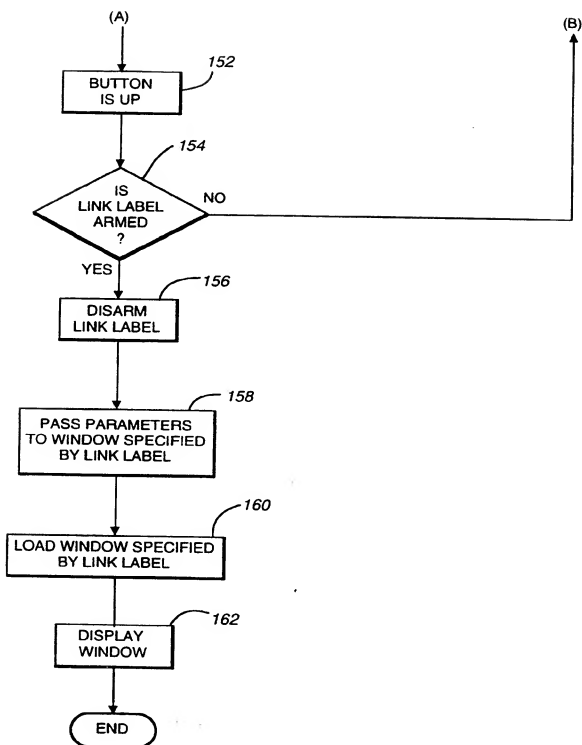 (A)
(B)
152
BUTTON
IS UP
154
IS
LINK LABEL
ARMED
?
NO
YES
156
DISARM
LINK LABEL
158
PASS PARAMETERS
TO WINDOW SPECIFIED
BY LINK LABEL
160
LOAD WINDOW SPECIFIED
BY LINK LABEL
162
DISPLAY
WINDOW
END